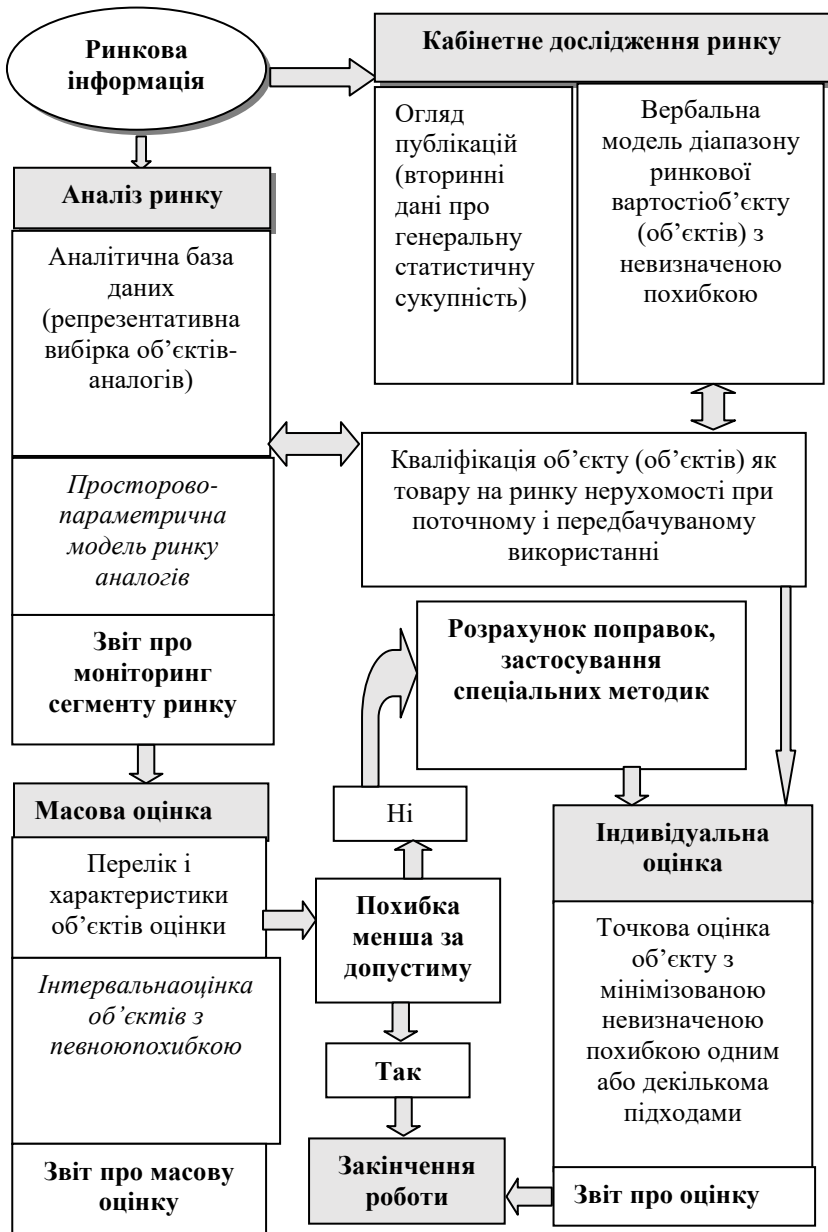 Ринкова
інформація
Кабінетне дослідження ринку
Огляд
публікацій
(вторинні
дані про
генеральну
статистичну
сукупність)
Вербальна
модель діапазону
ринкової
вартостіоб’єкту
(об’єктів) з
невизначеною
похибкою
Аналіз ринку
Аналітична база
даних
(репрезентативна
вибірка об’єктів-
аналогів)
Просторово-
параметрична
модель ринку
аналогів
Звіт про
моніторинг
сегменту ринку
Кваліфікація об’єкту (об’єктів) як
товару на ринку нерухомості при
поточному і передбачуваному
використанні
Розрахунок поправок,
застосування
спеціальних методик
Масова оцінка
Перелік і
характеристики
об’єктів оцінки
Інтервальнаоцінка
об’єктів з
певноюпохибкою
Звіт про масову
оцінку
Ні
Похибка
менша за
допустиму
Так
Закінчення
роботи
Індивідуальна
оцінка
Точкова оцінка
об’єкту з
мінімізованою
невизначеною
похибкою одним
або декількома
підходами
Звіт про оцінку